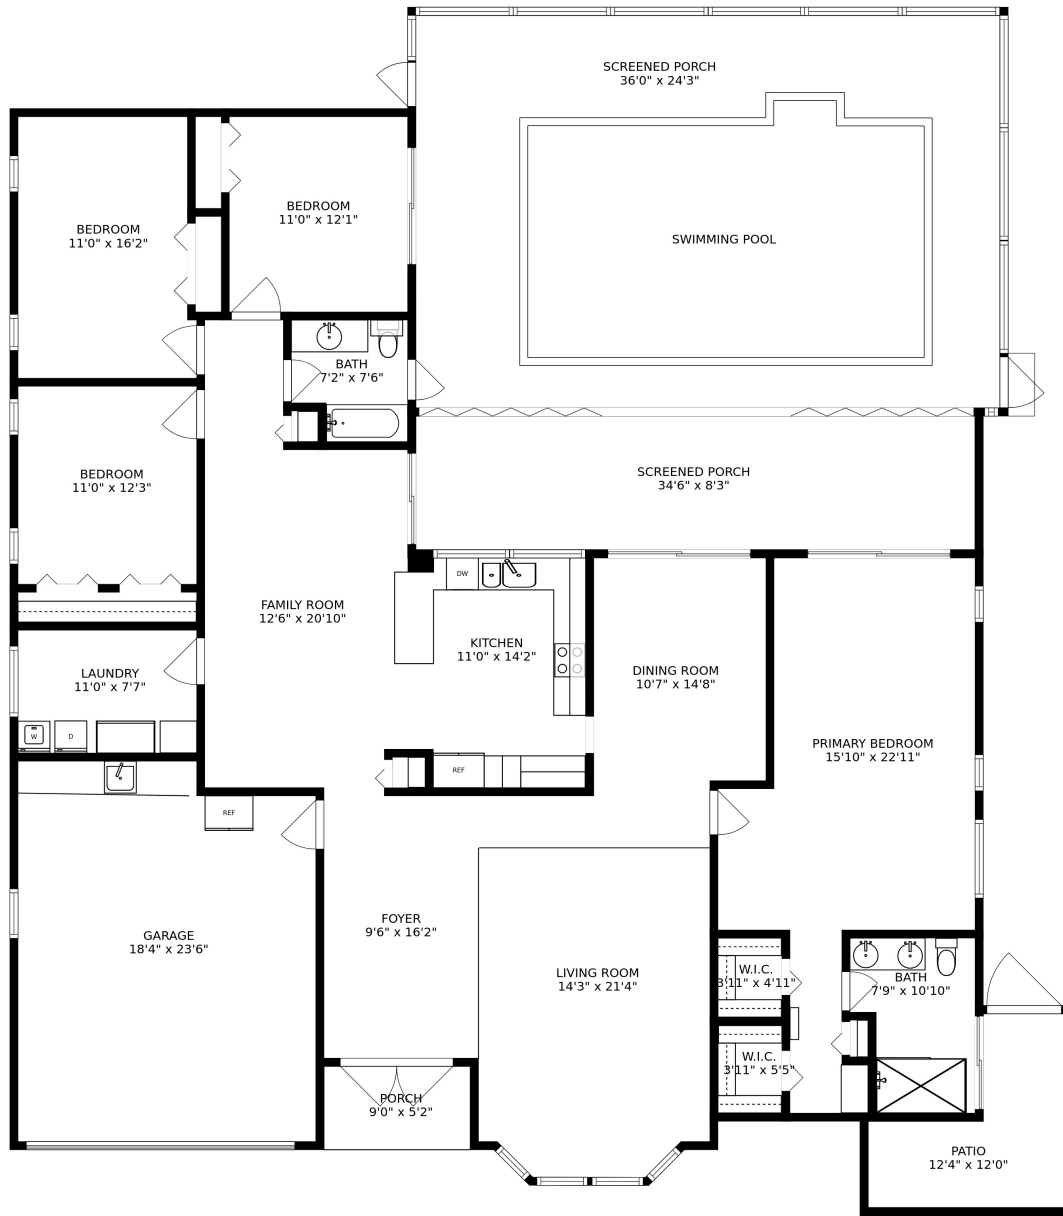 SCREENED PORCH
36'0" x 24'3"
SWIMMING POOL
BEDROOM
11'0" x 12'1"
BEDROOM
11'0" x 16'2"
BATH
7'2" x 7'6"
BEDROOM
11'0" x 12'3"
SCREENED PORCH
34'6" x 8'3"
DW
FAMILY ROOM
12'6" x 20'10"
KITCHEN
11'0" x 14'2"
DINING ROOM
10'7" x 14'8"
LAUNDRY
11'0" x 7'7"
W
D
PRIMARY BEDROOM
15'10" x 22'11"
REF
REF
FOYER
9'6" x 16'2"
GARAGE
18'4" x 23'6"
LIVING ROOM
14'3" x 21'4"
W.I.C.
3'11" x 4'11"
BATH
7'9" x 10'10"
W.I.C.
3'11" x 5'5"
PORCH
9'0" x 5'2"
PATIO
12'4" x 12'0"